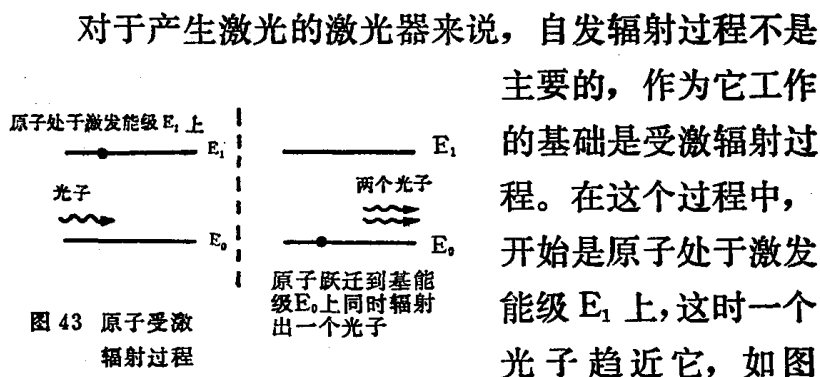 对于产生激光的激光器来说，自发辐射过程不是
主要的，作为它工作
的基础是受激辐射过
程。在这个过程中，
开始是原子处于激发
能级 E₁ 上，这时一个
光子趋近它，如图
原子处于激发能级 E₁ 上
E₁
光子
E₀
E₁
两个光子
E₀
原子跃迁到基能
级E₀上同时辐射
出一个光子
图 43 原子受激
辐射过程